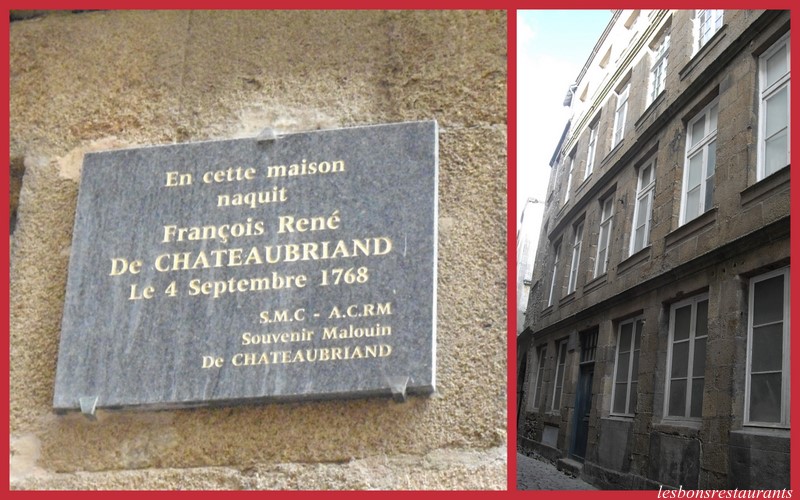 En cette maison
naquit
François René
De CHATEAUBRIAND
Le 4 Septembre 1768
S.M.C - A.C.RM
Souvenir Malouin
De CHATEAUBRIAND
lesbonsrestaurants